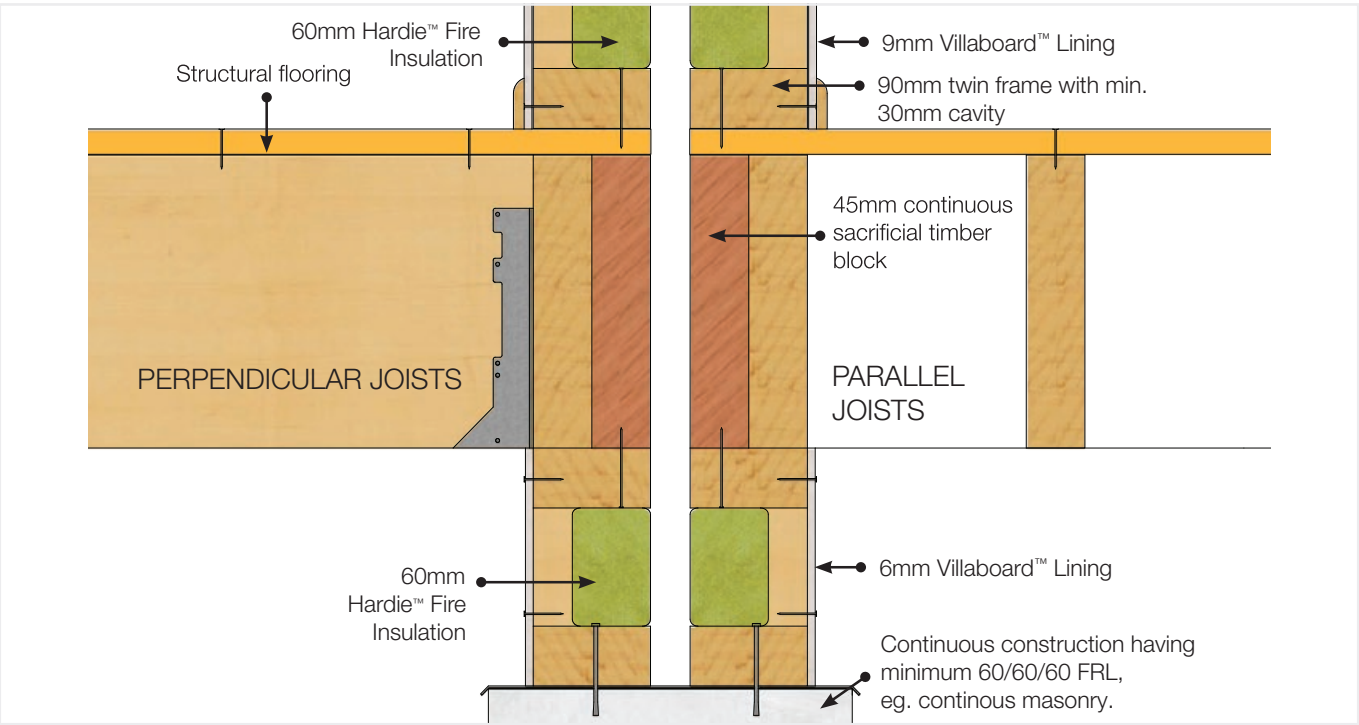 60mm Hardie™ Fire
Insulation
Structural flooring
9mm Villaboard™ Lining
90mm twin frame with min.
30mm cavity
45mm continuous
sacrificial timber
block
PERPENDICULAR JOISTS
PARALLEL
JOISTS
60mm
Hardie™ Fire
Insulation
6mm Villaboard™ Lining
Continuous construction having
minimum 60/60/60 FRL,
eg. continous masonry.